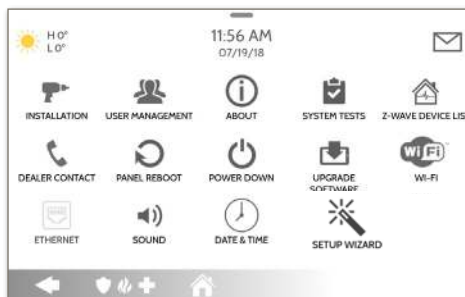 H 0°
L 0°
11:56 AM
07/19/18
INSTALLATION
USER MANAGEMENT
ABOUT
SYSTEM TESTS
Z-WAVE DEVICE LIS
DEALER CONTACT
PANEL REBOOT
POWER DOWN
UPGRADE
SOFTWARE
WiFi
WI-FI
ETHERNET
SOUND
DATE & TIME
SETUP WIZARD